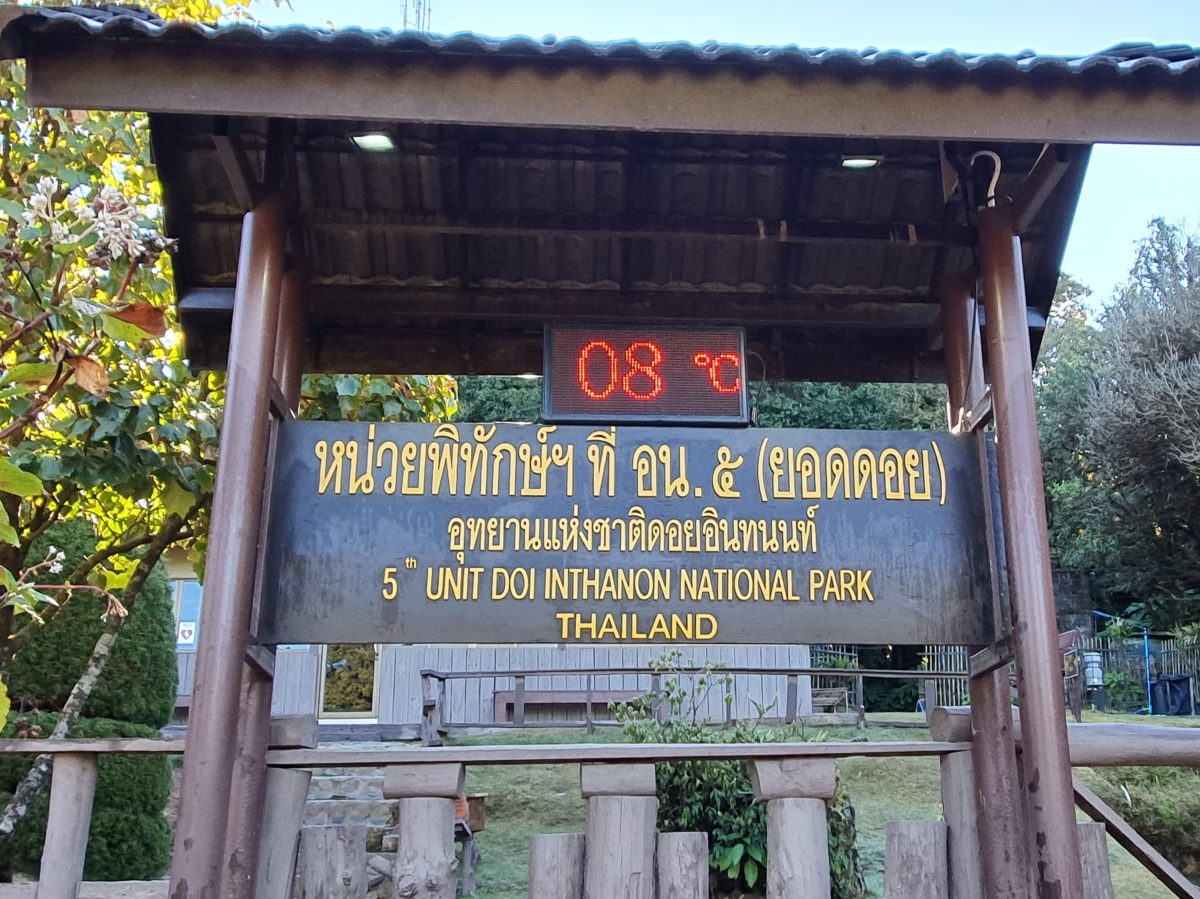 08 °C
หน่วยพิทักษ์ฯ ที่ อน. ๕ (ยอดดอย)
อุทยานแห่งชาติดอยอินทนนท์
5th UNIT DOI INTHANON NATIONAL PARK
THAILAND